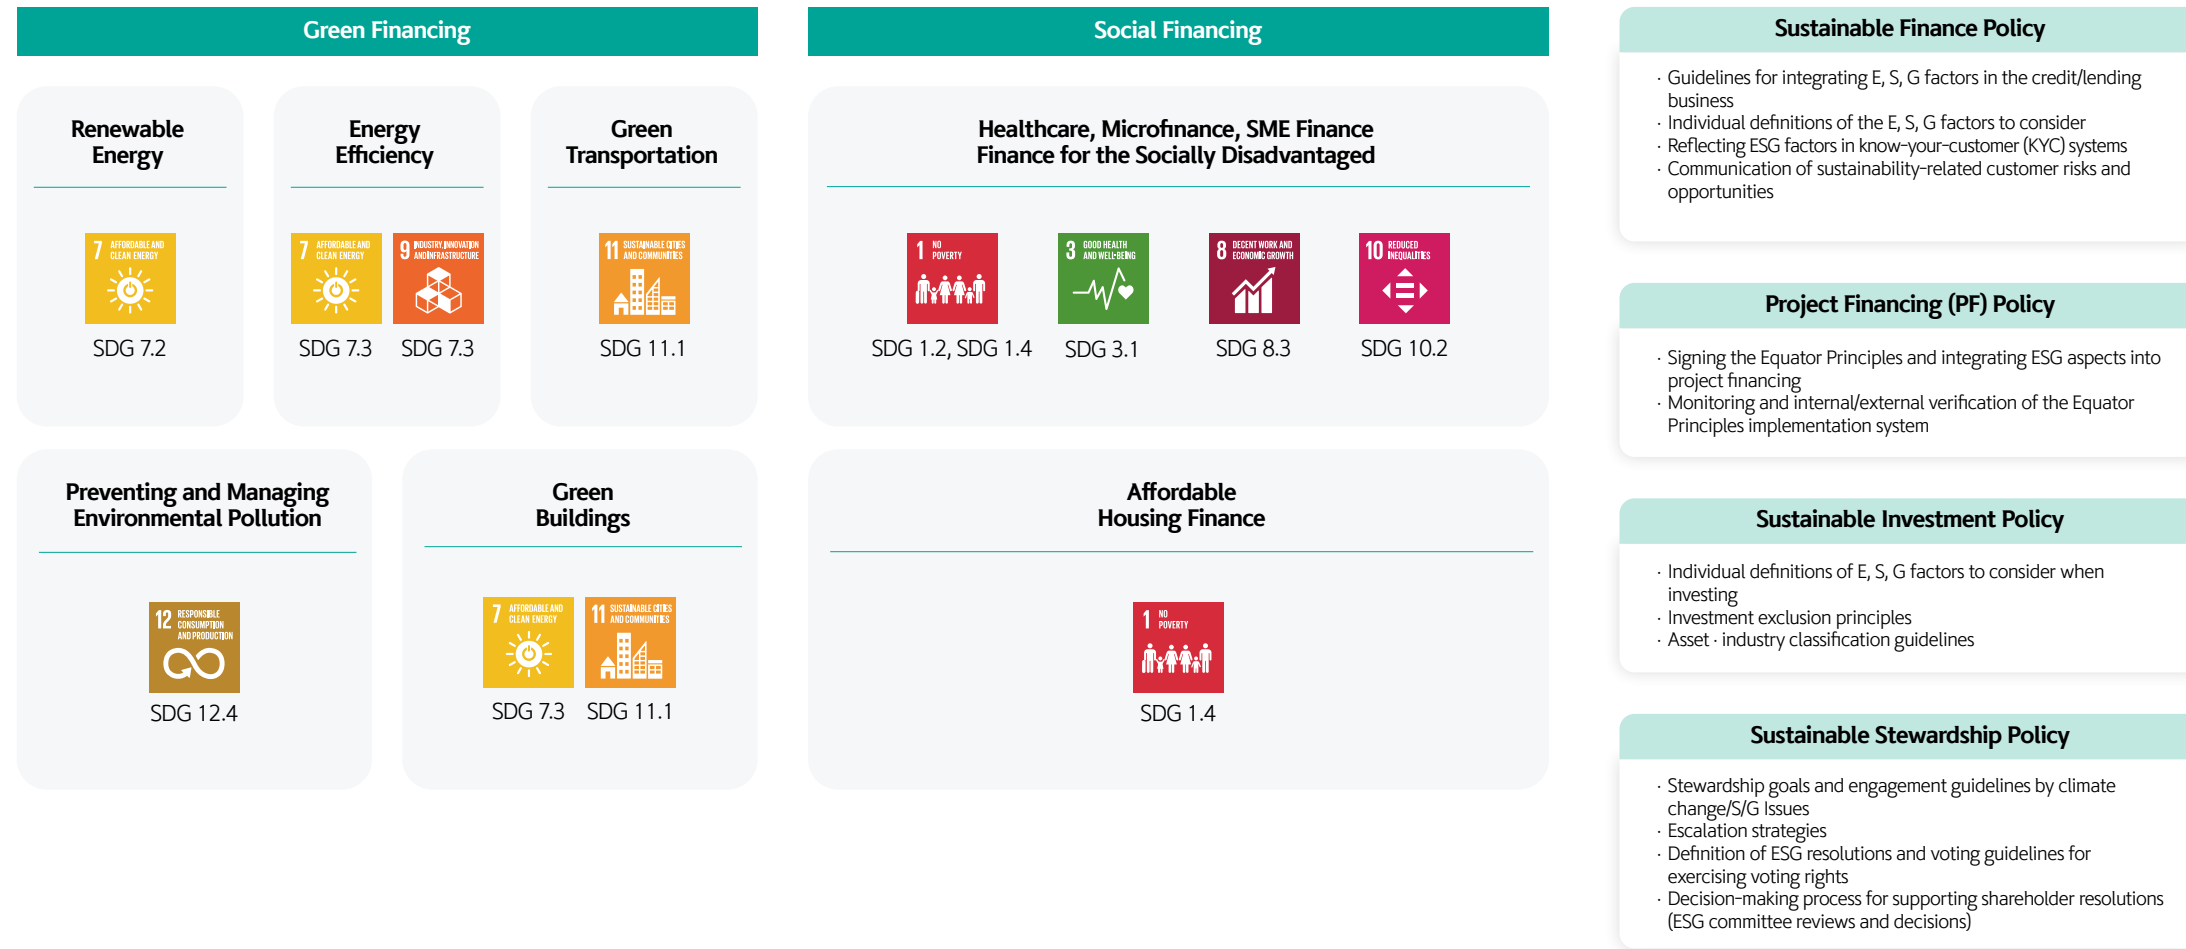 Green Financing
Renewable
Energy
7 AFFORDABLE AND
CLEAN ENERGY
SDG 7.2
Energy
Efficiency
7 AFFORDABLE AND
CLEAN ENERGY
SDG 7.3
9 INDUSTRY, INNOVATION
AND INFRASTRUCTURE
SDG 7.3
Green
Transportation
11 SUSTAINABLE CITIES
AND COMMUNITIES
SDG 11.1
Preventing and Managing
Environmental Pollution
12 RESPONSIBLE
CONSUMPTION
AND PRODUCTION
SDG 12.4
Green
Buildings
7 AFFORDABLE AND
CLEAN ENERGY
SDG 7.3
11 SUSTAINABLE CITIES
AND COMMUNITIES
SDG 11.1
Social Financing
Healthcare, Microfinance, SME Finance
Finance for the Socially Disadvantaged
1 NO
POVERTY
SDG 1.2, SDG 1.4
3 GOOD HEALTH
AND WELL-BEING
SDG 3.1
8 DECENT WORK AND
ECONOMIC GROWTH
SDG 8.3
10 REDUCED
INEQUALITIES
SDG 10.2
Affordable
Housing Finance
1 NO
POVERTY
SDG 1.4
Sustainable Finance Policy
· Guidelines for integrating E, S, G factors in the credit/lending
business
· Individual definitions of the E, S, G factors to consider
· Reflecting ESG factors in know-your-customer (KYC) systems
· Communication of sustainability-related customer risks and
opportunities
Project Financing (PF) Policy
· Signing the Equator Principles and integrating ESG aspects into
project financing
· Monitoring and internal/external verification of the Equator
Principles implementation system
Sustainable Investment Policy
· Individual definitions of E, S, G factors to consider when
investing
· Investment exclusion principles
· Asset · industry classification guidelines
Sustainable Stewardship Policy
· Stewardship goals and engagement guidelines by climate
change/S/G Issues
· Escalation strategies
· Definition of ESG resolutions and voting guidelines for
exercising voting rights
· Decision-making process for supporting shareholder resolutions
(ESG committee reviews and decisions)